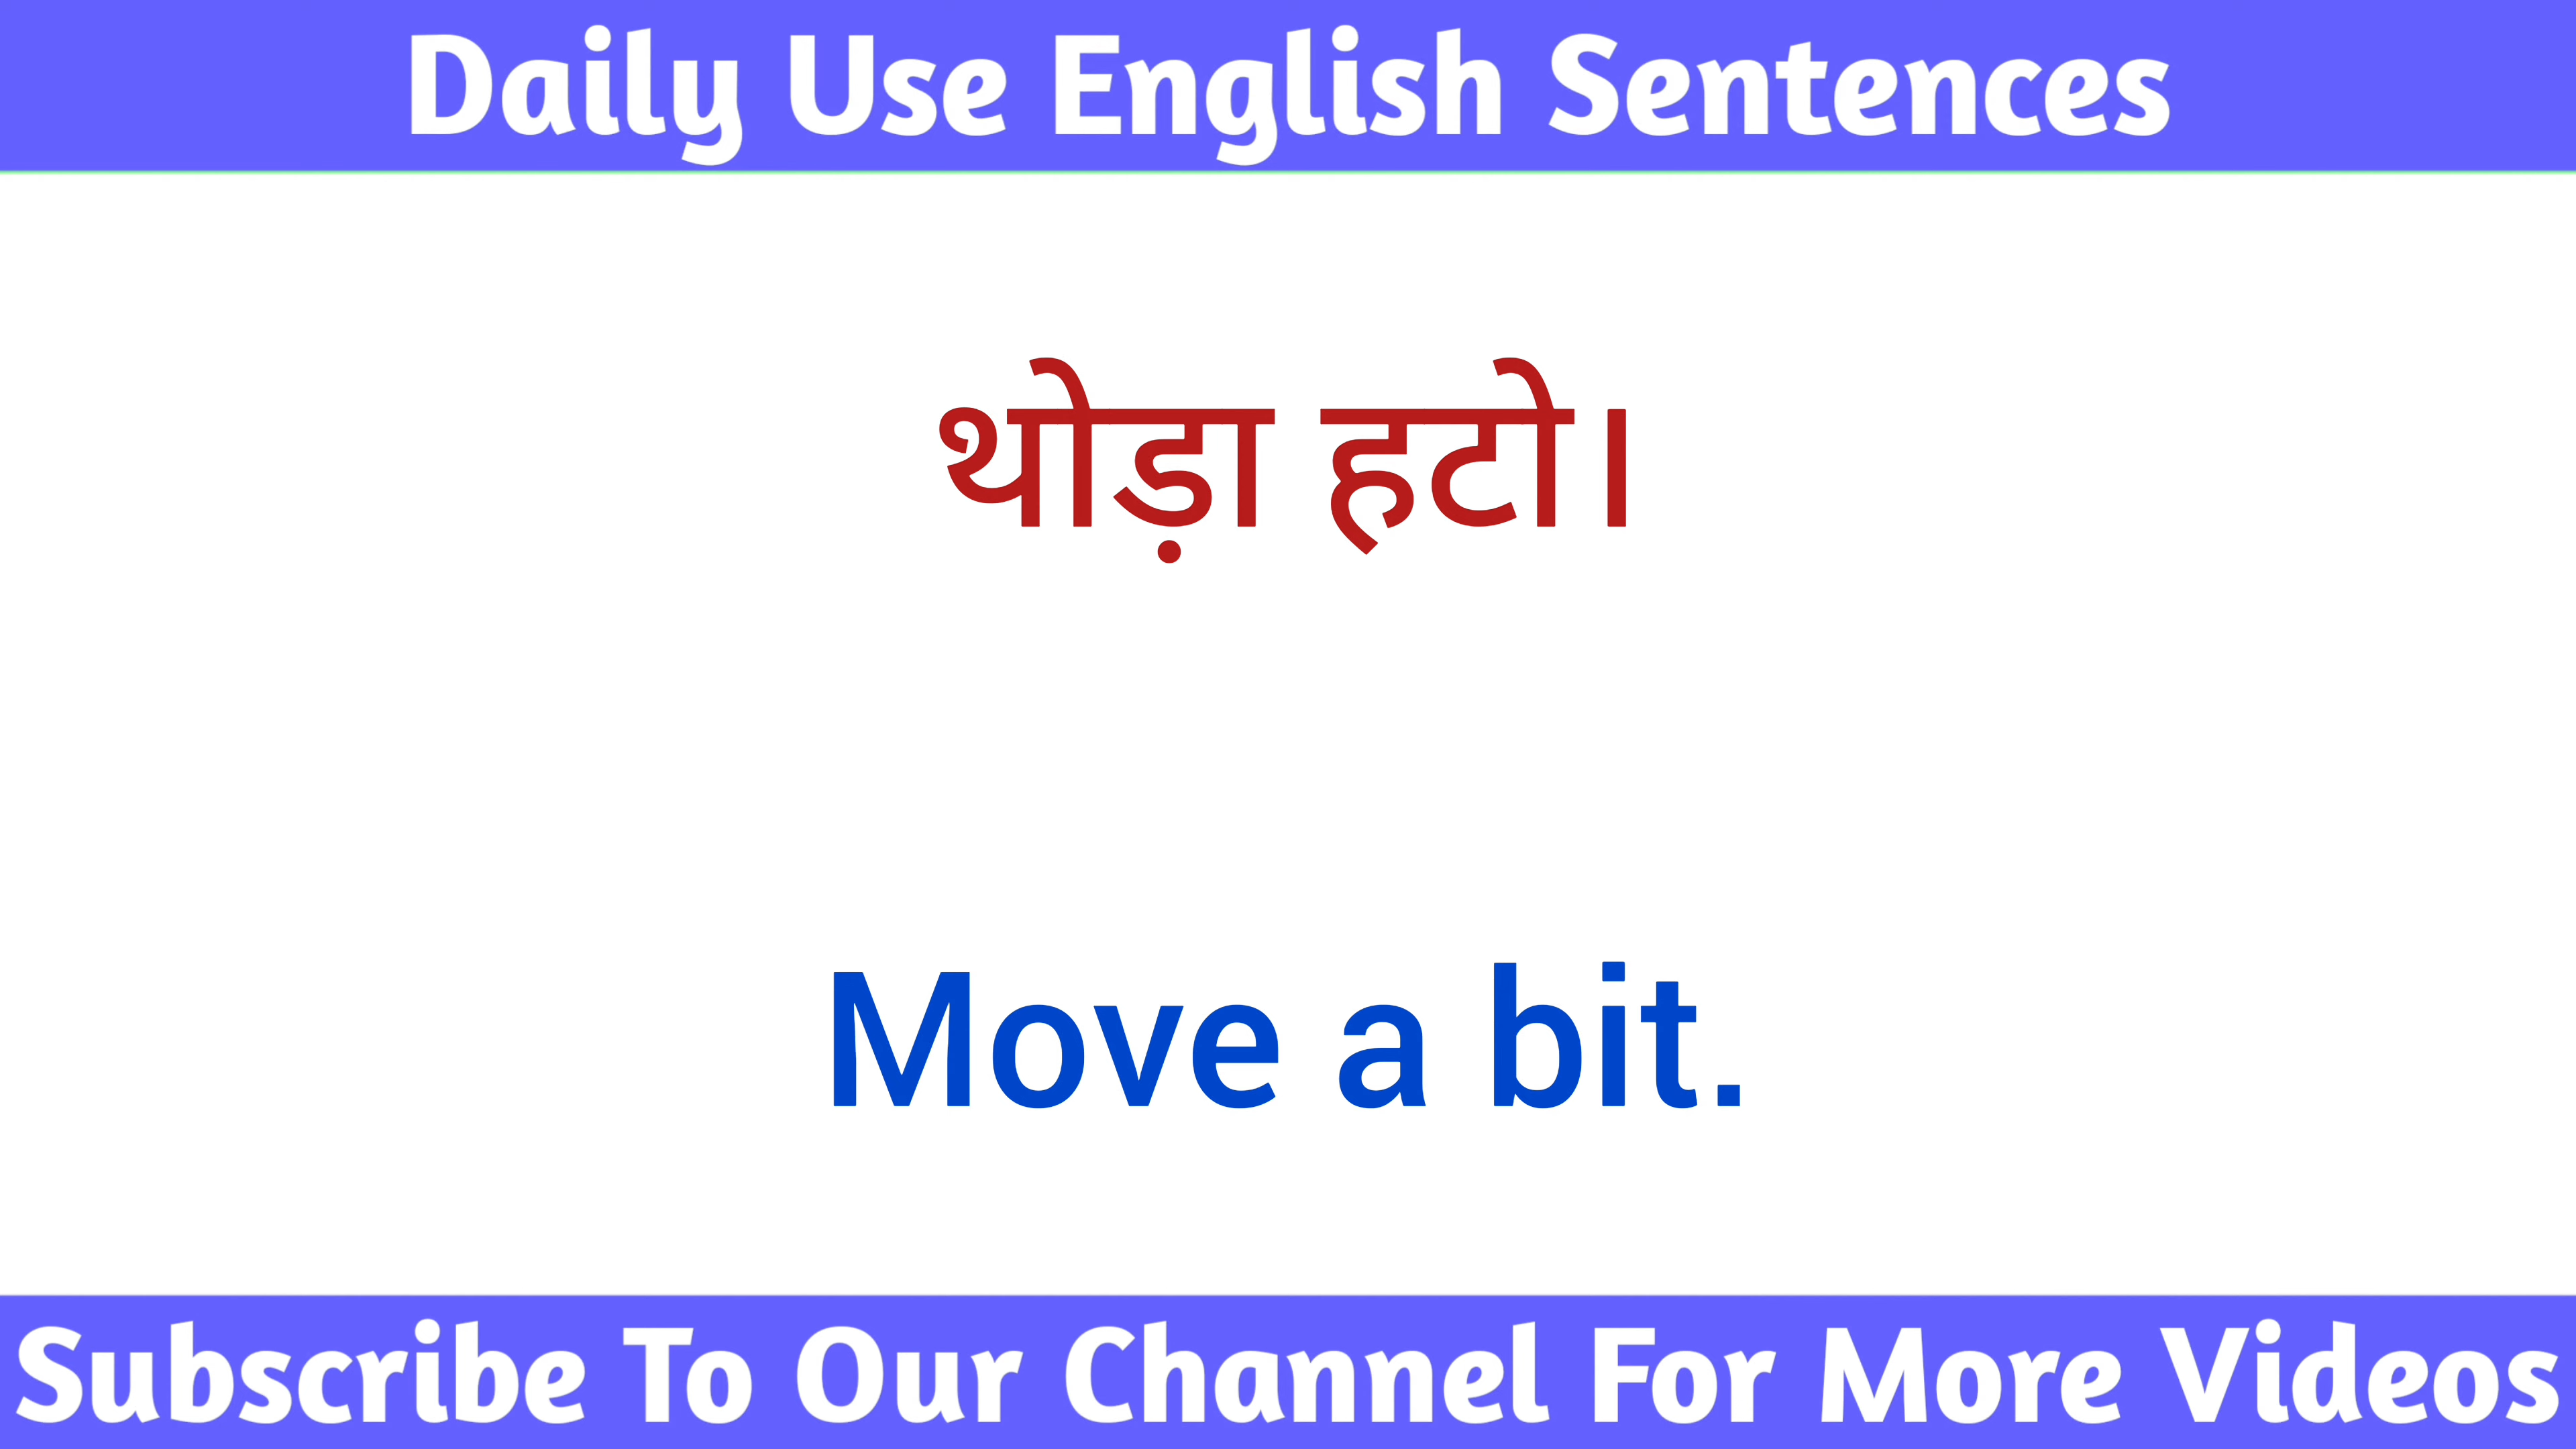 Daily Use English Sentences
थोड़ा हटो।
Move a bit.
Subscribe To Our Channel For More Videos